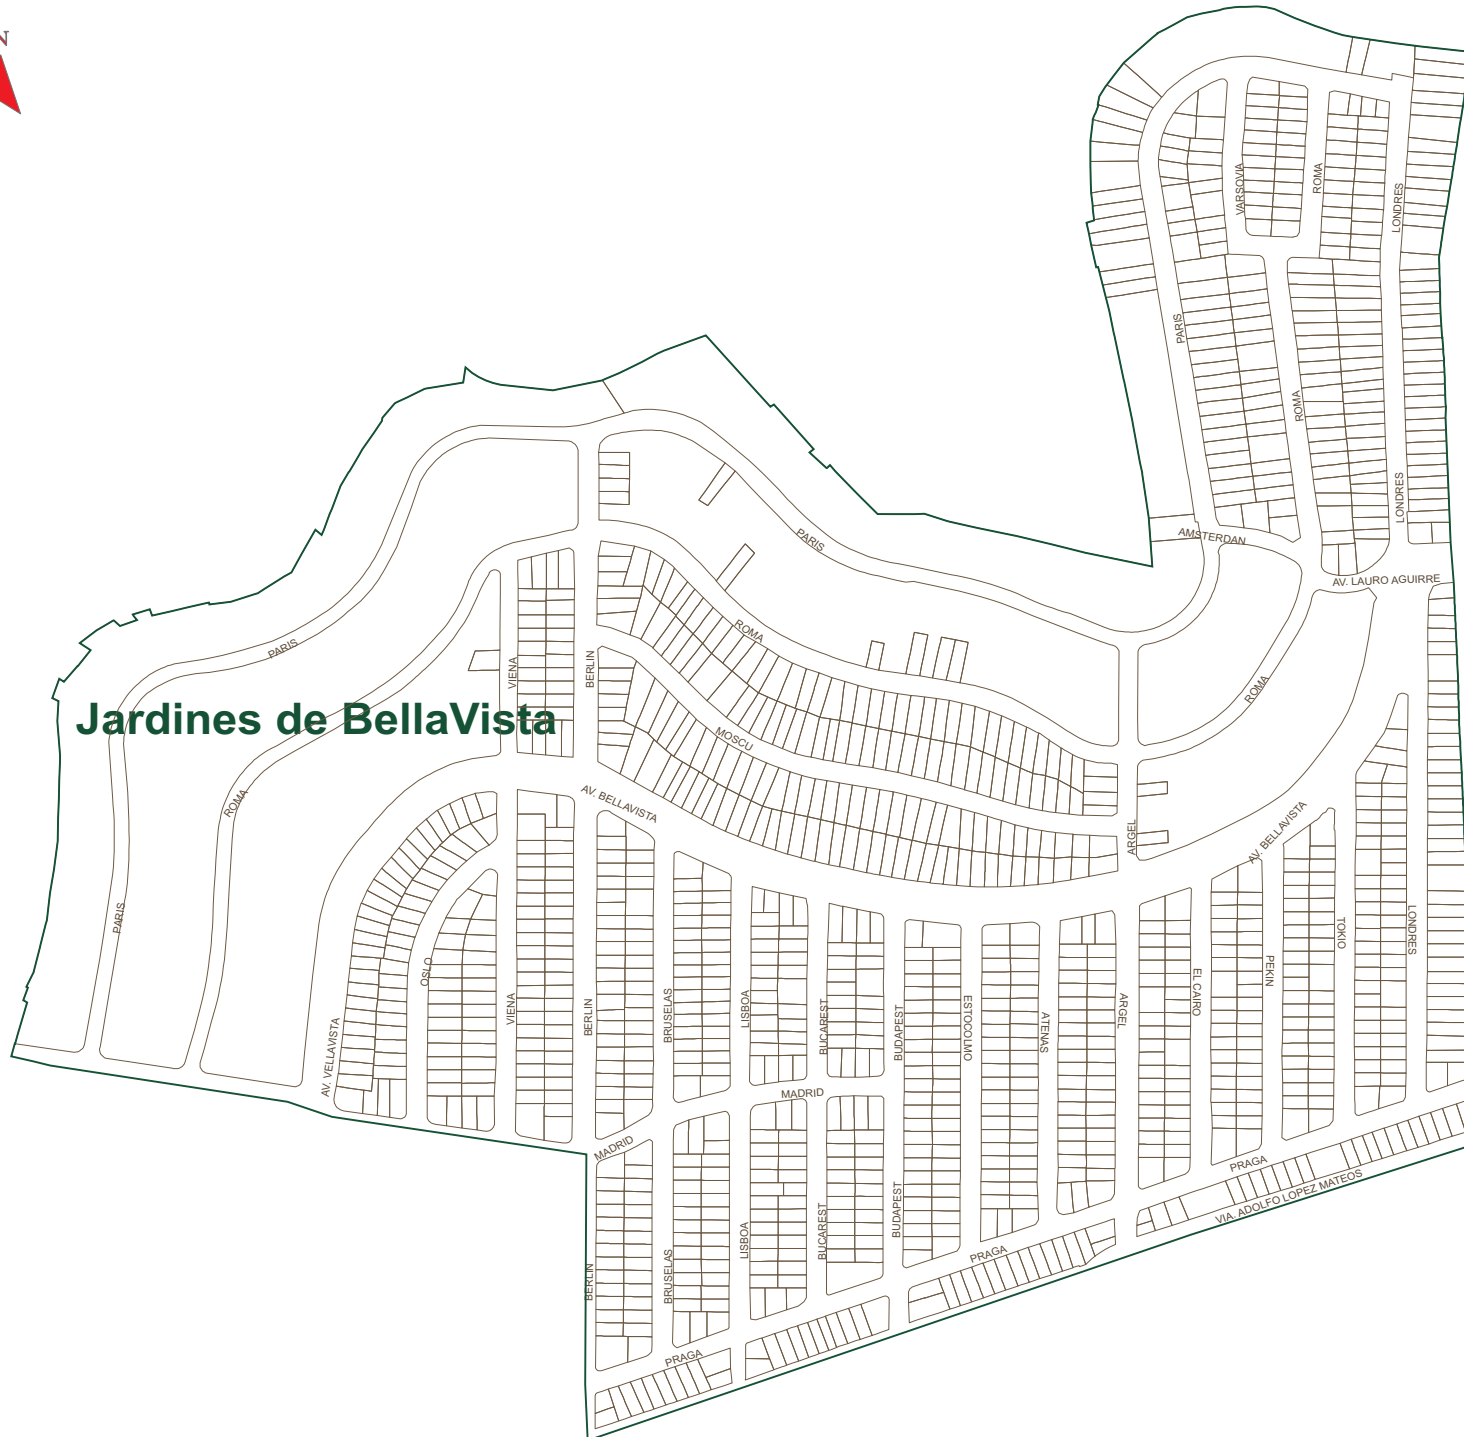 N
VARSOVIA
ROMA
LONDRES
PARIS
ROMA
LONDRES
AMSTERDAN
AV. LAURO AGUIRRE
PARIS
ROMA
PARIS
VIENA
BERLIN
ROMA
Jardines de BellaVista
MOSCU
ROMA
AV. BELLAVISTA
ARGEL
AV. BELLAVISTA
PARIS
OSLO
TOKIO
LONDRES
PEKIN
EL CAIRO
VIENA
BERLIN
BRUSELAS
LISBOA
BUCAREST
BUDAPEST
ESTOCOLMO
ATENAS
ARGEL
AV. VELLAVISTA
MADRID
MADRID
PRAGA
VIA. ADOLFO LOPEZ MATEOS
BERLIN
BRUSELAS
LISBOA
BUCAREST
BUDAPEST
PRAGA
PRAGA